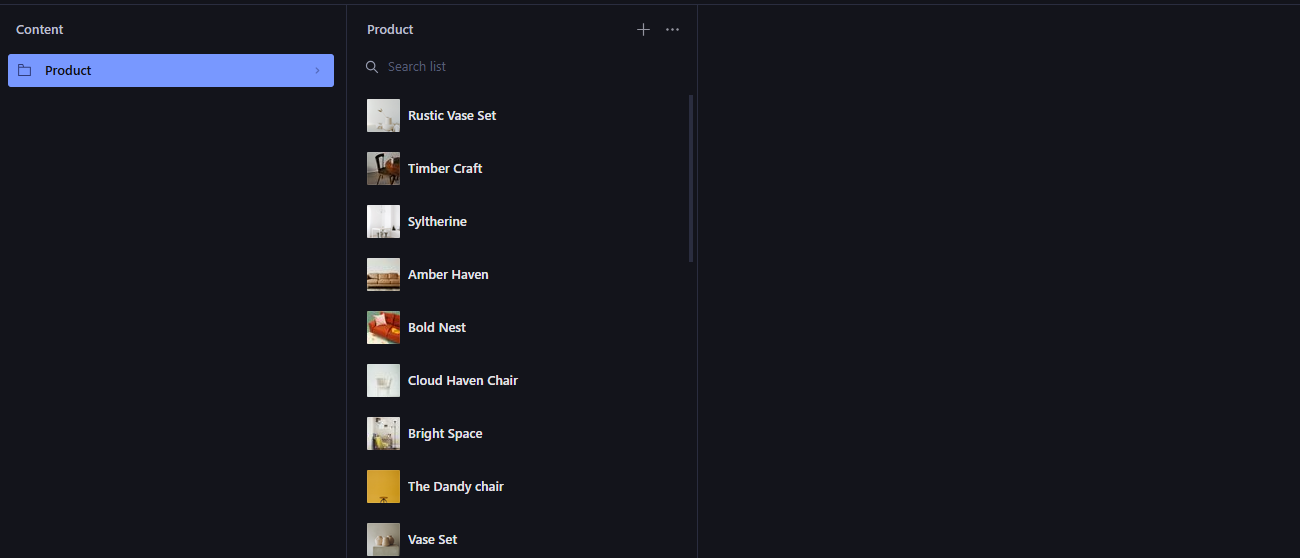 Content
Product
Product
Search list
Rustic Vase Set
Timber Craft
Syltherine
Amber Haven
Bold Nest
Cloud Haven Chair
Bright Space
The Dandy chair
Vase Set